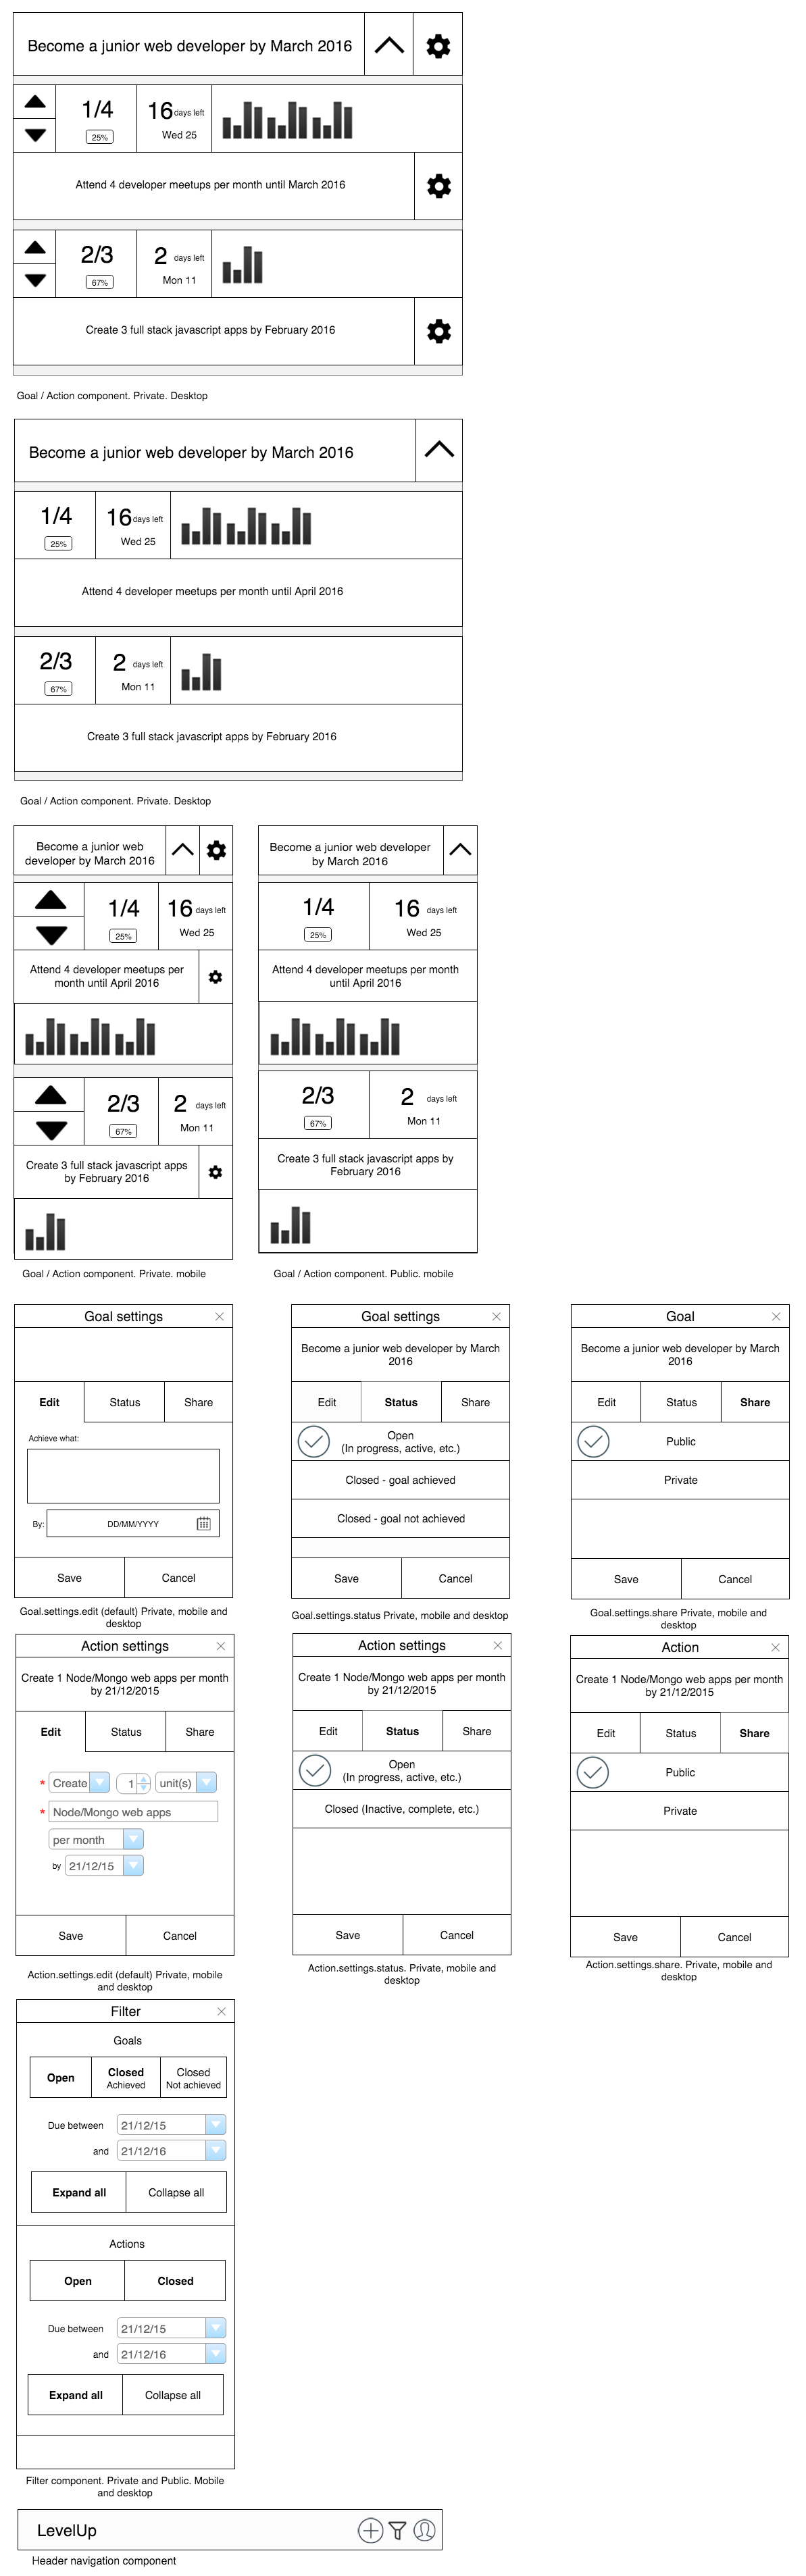 Become a junior web developer by March 2016
1/4
25%
16 days left
Wed 25
Attend 4 developer meetups per month until March 2016
2/3
67%
2 days left
Mon 11
Create 3 full stack javascript apps by February 2016
Goal / Action component. Private. Desktop
Become a junior web developer by March 2016
1/4
25%
16 days left
Wed 25
Attend 4 developer meetups per month until April 2016
2/3
67%
2 days left
Mon 11
Create 3 full stack javascript apps by February 2016
Goal / Action component. Private. Desktop
Become a junior web
developer by March 2016
1/4
25%
16 days left
Wed 25
Attend 4 developer meetups per
month until April 2016
2/3
67%
2 days left
Mon 11
Create 3 full stack javascript apps
by February 2016
Goal / Action component. Private. mobile
Become a junior web developer
by March 2016
1/4
25%
16 days left
Wed 25
Attend 4 developer meetups per month
until April 2016
2/3
67%
2 days left
Mon 11
Create 3 full stack javascript apps by
February 2016
Goal / Action component. Public. mobile
Goal settings
Edit Status Share
Achieve what:
By: DD/MM/YYYY
Save Cancel
Goal.settings.edit (default) Private, mobile and
desktop
Goal settings
Become a junior web developer by March
2016
Edit Status Share
Open
(In progress, active, etc.)
Closed - goal achieved
Closed - goal not achieved
Save Cancel
Goal.settings.status Private, mobile and desktop
Goal
Become a junior web developer by March
2016
Edit Status Share
Public
Private
Save Cancel
Goal.settings.share Private, mobile and
desktop
Action settings
Create 1 Node/Mongo web apps per month
by 21/12/2015
Edit Status Share
* Create 1 unit(s)
* Node/Mongo web apps
per month
by 21/12/15
Save Cancel
Action.settings.edit (default) Private, mobile
and desktop
Action settings
Create 1 Node/Mongo web apps per month
by 21/12/2015
Edit Status Share
Open
(In progress, active, etc.)
Closed (Inactive, complete, etc.)
Save Cancel
Action.settings.status. Private, mobile and
desktop
Action
Create 1 Node/Mongo web apps per month
by 21/12/2015
Edit Status Share
Public
Private
Save Cancel
Action.settings.share. Private, mobile and
desktop
Filter
Goals
Open
Closed
Achieved
Closed
Not achieved
Due between 21/12/15
and 21/12/16
Expand all Collapse all
Actions
Open Closed
Due between 21/12/15
and 21/12/16
Expand all Collapse all
Filter component. Private and Public. Mobile
and desktop
LevelUp
Header navigation component